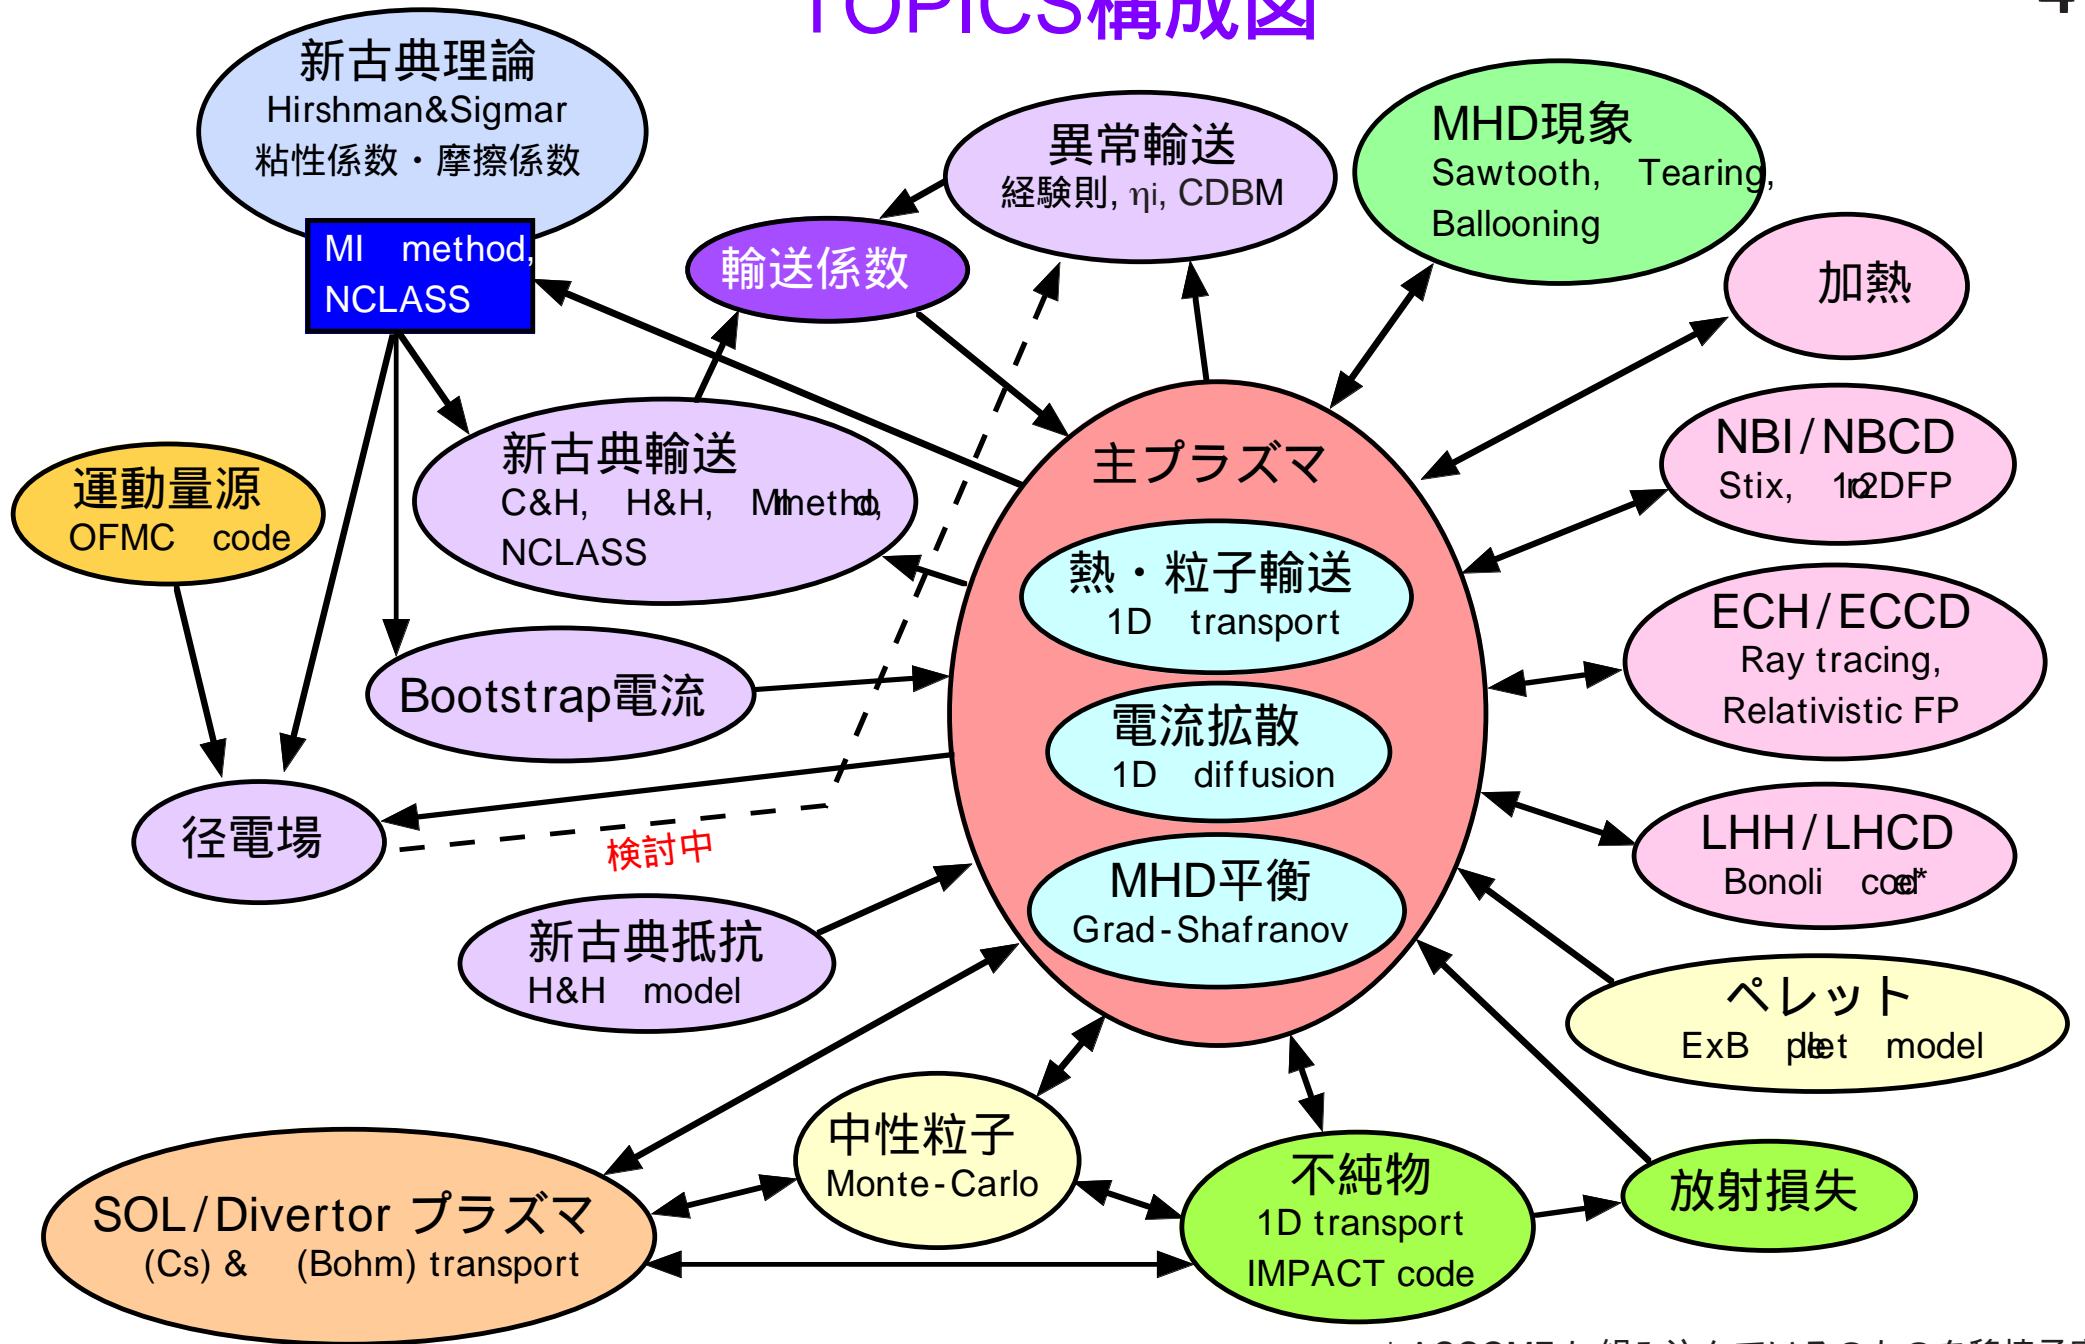 TOPICS構成図
4
新古典理論
Hirshman&Sigmar
粘性係数・摩擦係数
MI method,
NCLASS
異常輸送
経験則, ηi, CDBM
輸送係数
MHD現象
Sawtooth, Tearing,
Ballooning
加熱
NBI/NBCD
Stix, 1 2DFP
ECH/ECCD
Ray tracing,
Relativistic FP
LHH/LHCD
Bonoli
ペレット
ExB model
放射損失
主プラズマ
熱・粒子輸送
1D transport
電流拡散
1D diffusion
MHD平衡
Grad-Shafranov
新古典輸送
C&H, H&H,
NCLASS
運動量源
OFMC code
Bootstrap電流
径電場
検討中
新古典抵抗
H&H model
中性粒子
Monte-Carlo
不純物
1D transport
IMPACT code
SOL/Divertor プラズマ
(Cs) & (Bohm) transport